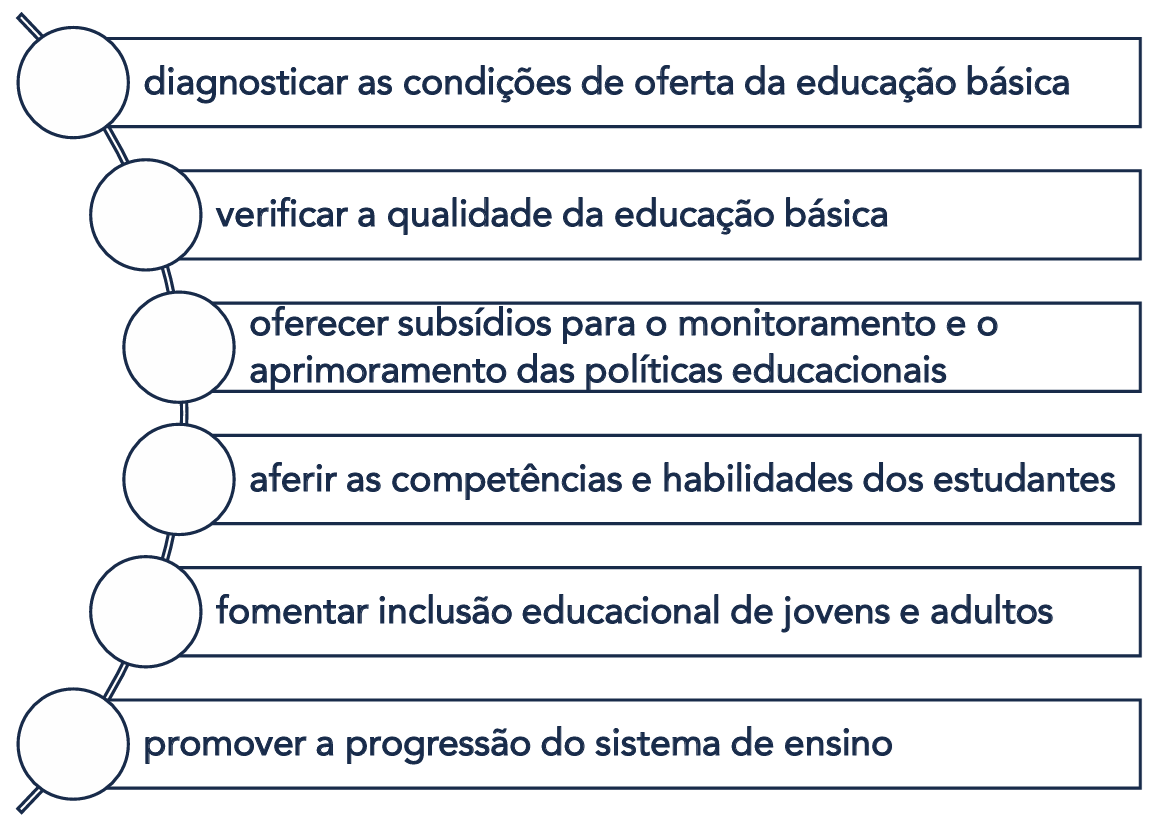 diagnosticar as condições de oferta da educação básica
verificar a qualidade da educação básica
oferecer subsídios para o monitoramento e o
aprimoramento das políticas educacionais
aferir as competências e habilidades dos estudantes
fomentar inclusão educacional de jovens e adultos
promover a progressão do sistema de ensino